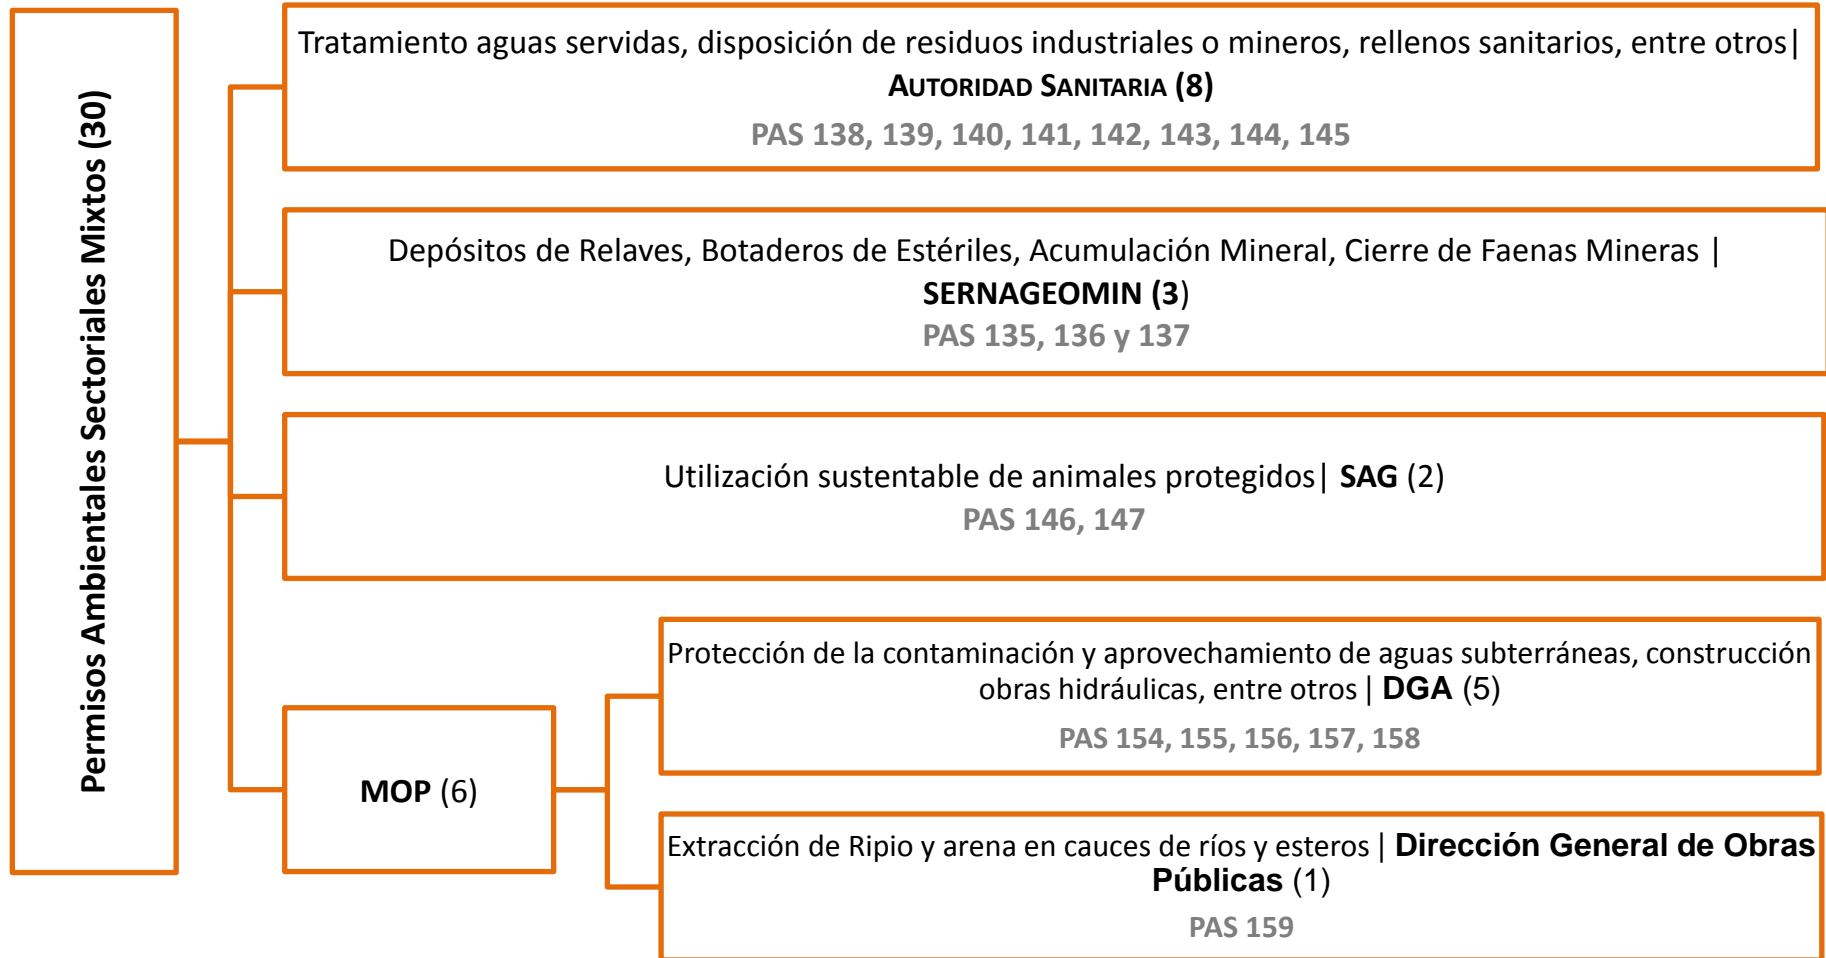 Permisos Ambientales Sectoriales Mixtos (30)
Tratamiento aguas servidas, disposición de residuos industriales o mineros, rellenos sanitarios, entre otros|
AUTORIDAD SANITARIA (8)
PAS 138, 139, 140, 141, 142, 143, 144, 145
Depósitos de Relaves, Botaderos de Estériles, Acumulación Mineral, Cierre de Faenas Mineras |
SERNAGEOMIN (3)
PAS 135, 136 y 137
Utilización sustentable de animales protegidos| SAG (2)
PAS 146, 147
MOP (6)
Protección de la contaminación y aprovechamiento de aguas subterráneas, construcción
obras hidráulicas, entre otros | DGA (5)
PAS 154, 155, 156, 157, 158
Extracción de Ripio y arena en cauces de ríos y esteros | Dirección General de Obras
Públicas (1)
PAS 159